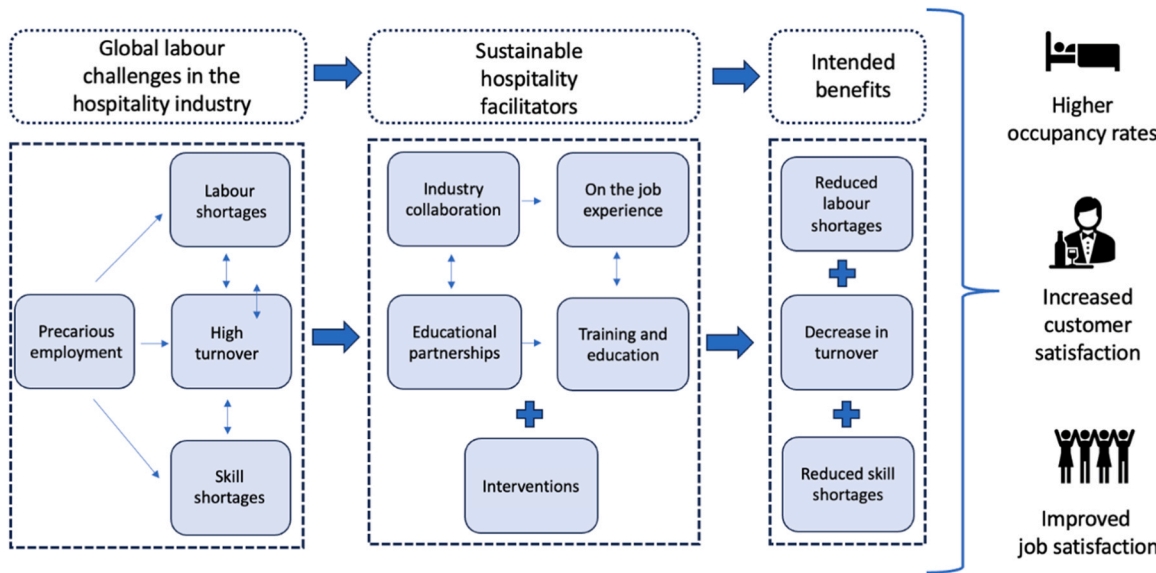 Global labour
challenges in the
hospitality industry
Sustainable
hospitality
facilitators
Intended
benefits
Labour
shortages
Precarious
employment
High
turnover
Skill
shortages
Industry
collaboration
On the job
experience
Educational
partnerships
Training and
education
Interventions
Reduced
labour
shortages
Decrease in
turnover
Reduced skill
shortages
Higher
occupancy rates
Increased
customer
satisfaction
Improved
job satisfaction